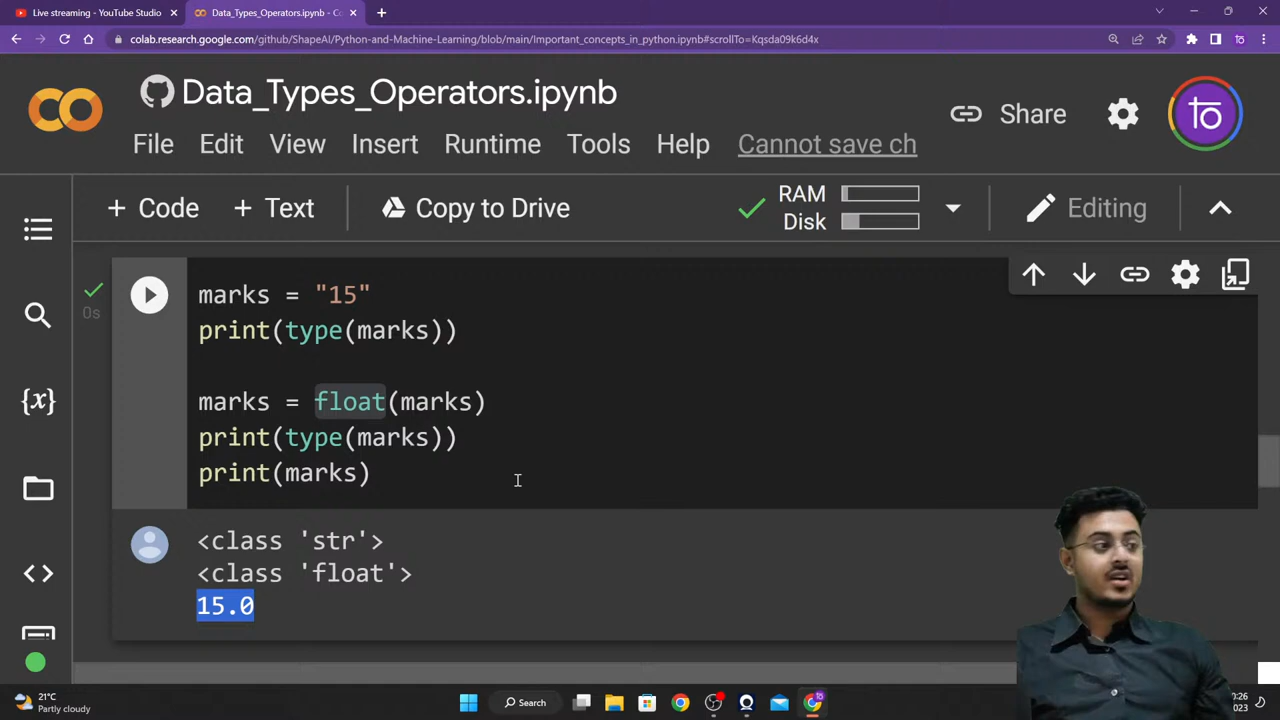 Live streaming - YouTube Studio
Data_Types_Operators.ipynb - Co
colab.research.google.com/github/ShapeAI/Python-and-Machine-Learning/blob/main/Important_concepts_in_python.ipynb#scrollTo=Kqsda09k6d4x
Data_Types_Operators.ipynb
File Edit View Insert Runtime Tools Help Cannot save ch
Share
+ Code + Text Copy to Drive
RAM
Disk
Editing
{x}
0s
marks = "15"
print(type(marks))
marks = float(marks)
print(type(marks))
print(marks)
<class 'str'>
<class 'float'>
15.0
21°C
Partly cloudy
Search
0:26
023